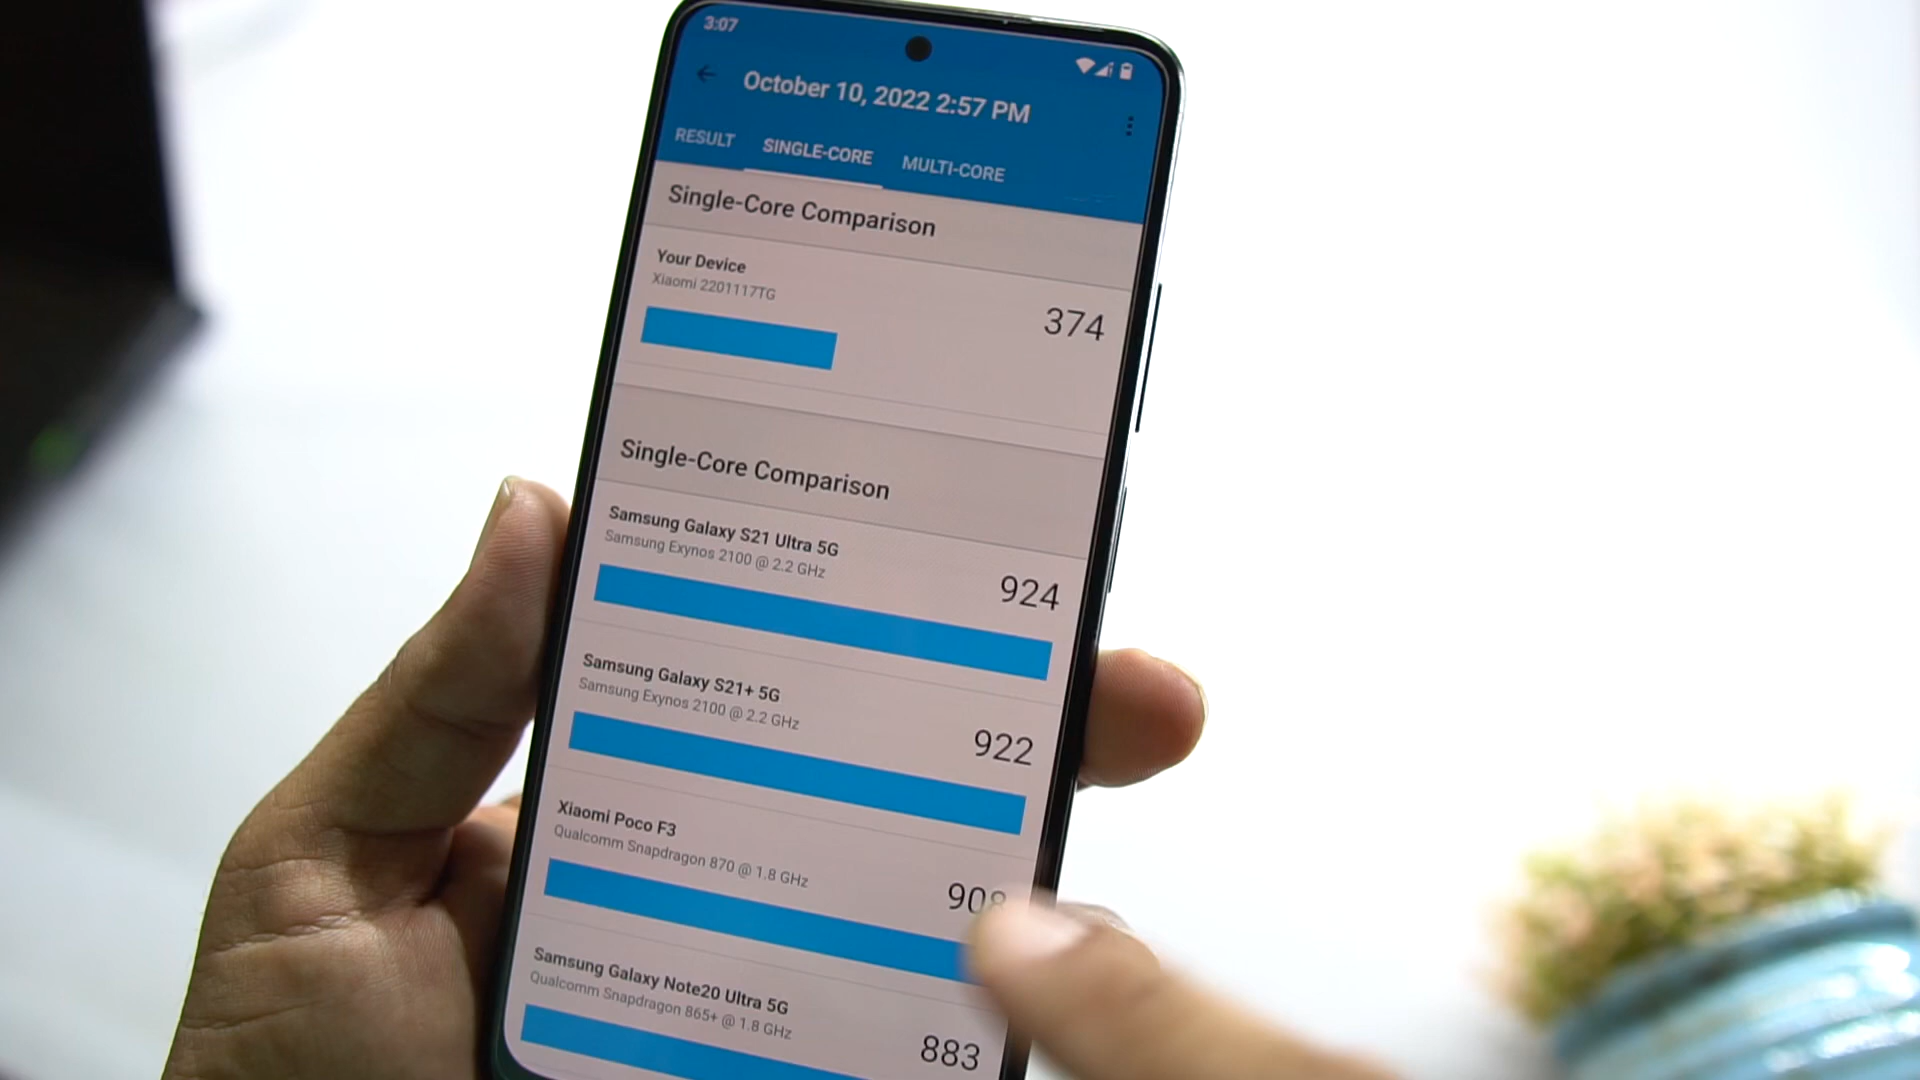 3:07
October 10, 2022 2:57 PM
RESULT
SINGLE-CORE
MULTI-CORE
Single-Core Comparison
Your Device
Xiaomi 2201117TG
374
Single-Core Comparison
Samsung Galaxy S21 Ultra 5G
Samsung Exynos 2100 @ 2.2 GHz
924
Samsung Galaxy S21+ 5G
Samsung Exynos 2100 @ 2.2 GHz
922
Xiaomi Poco F3
Qualcomm Snapdragon 870 @ 1.8 GHz
908
Samsung Galaxy Note20 Ultra 5G
Qualcomm Snapdragon 865+ @ 1.8 GHz
883